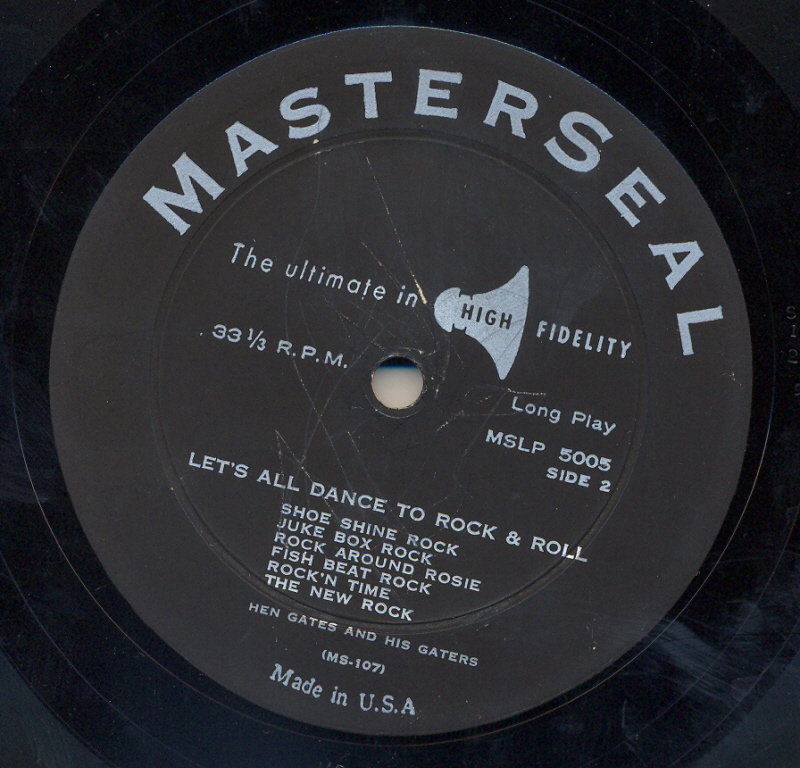 MASTERSEAL
The ultimate in HIGH FIDELITY
33 1/3 R.P.M.
Long Play
MSLP 5005
SIDE 2
LET'S ALL DANCE TO ROCK & ROLL
SHOE SHINE ROCK
JUKE BOX ROCK
ROCK AROUND ROSIE
FISH BEAT ROCK
ROCK'N TIME
THE NEW ROCK
HEN GATES AND HIS GATERS
(MS-107)
Made in U.S.A